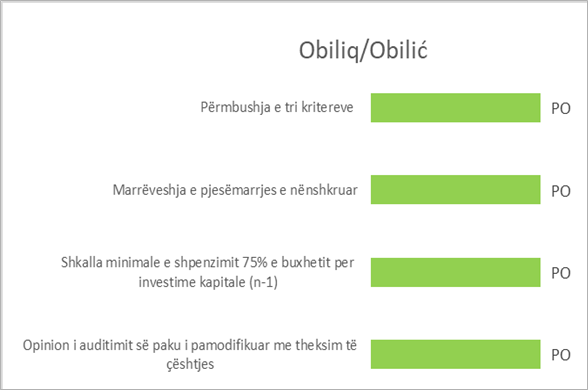 Obiliq/Obilić
Përmbushja e tri kritereve
PO
Marrëveshja e pjesëmarrjes e nënshkruar
PO
Shkalla minimale e shpenzimit 75% e buxhetit per
investime kapitale (n-1)
PO
Opinion i auditimit së paku i pamodifikuar me theksim të
çështjes
PO